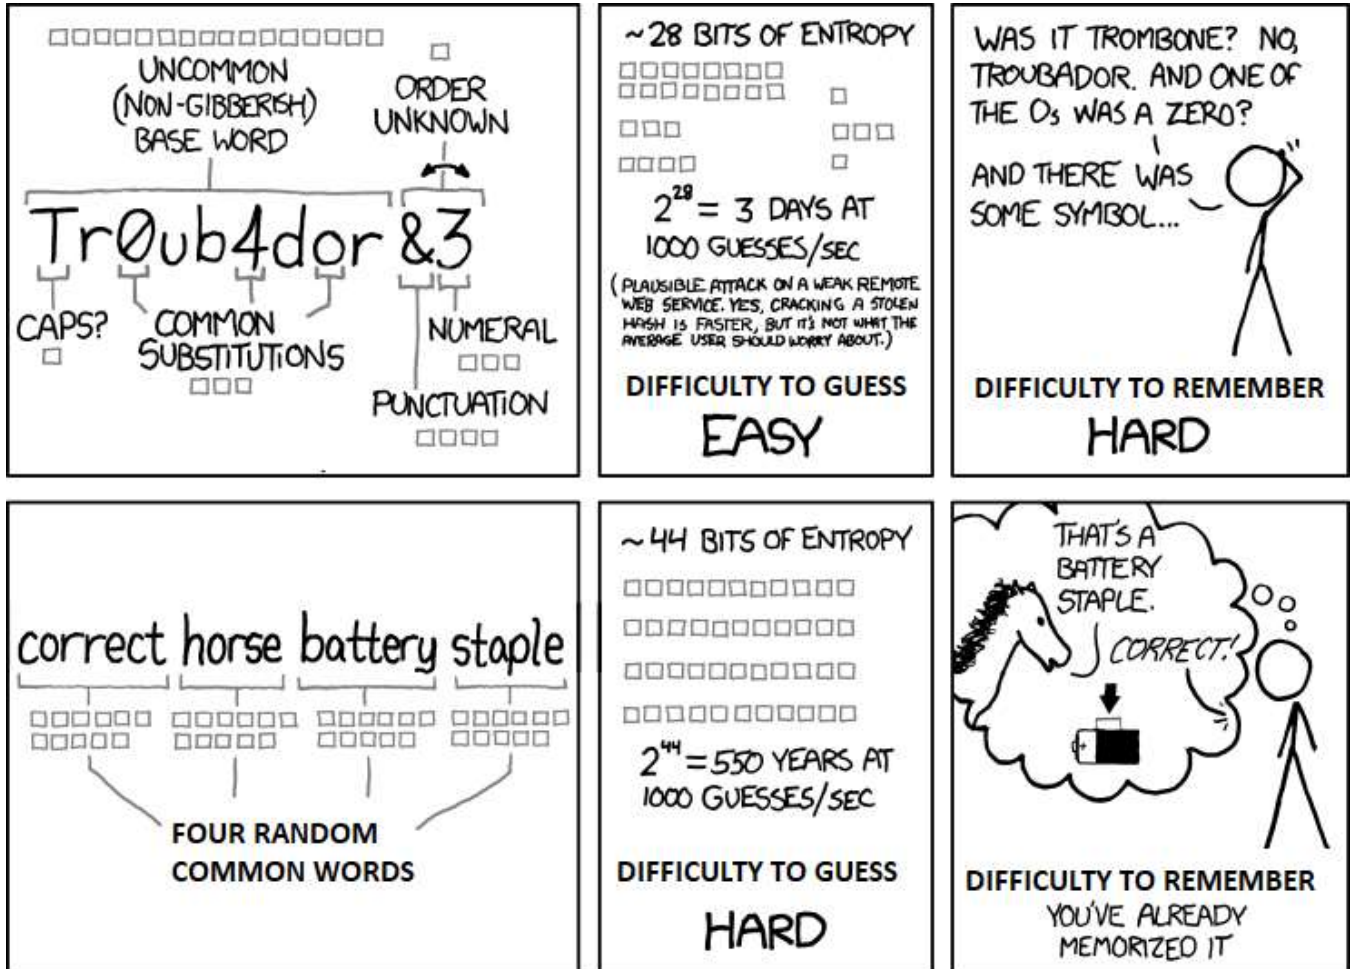 UNCOMMON
(NON-GIBBERISH)
BASE WORD
ORDER
UNKNOWN
Tr0ub4dor &3
CAPS?
COMMON
SUBSTITUTIONS
NUMERAL
PUNCTUATION
~28 BITS OF ENTROPY
2^28 = 3 DAYS AT
1000 GUESSES/SEC
(PLAUSIBLE ATTACK ON A WEAK REMOTE
WEB SERVICE. YES, CRACKING A STOLEN
HASH IS FASTER, BUT IT'S NOT WHAT THE
AVERAGE USER SHOULD WORRY ABOUT.)
DIFFICULTY TO GUESS
EASY
WAS IT TROMBONE? NO,
TROUBADOR. AND ONE OF
THE Os WAS A ZERO?
AND THERE WAS
SOME SYMBOL...
DIFFICULTY TO REMEMBER
HARD
correct horse battery staple
FOUR RANDOM
COMMON WORDS
~44 BITS OF ENTROPY
2^44 = 550 YEARS AT
1000 GUESSES/SEC
DIFFICULTY TO GUESS
HARD
THAT'S A
BATTERY
STAPLE.
CORRECT!
DIFFICULTY TO REMEMBER
YOU'VE ALREADY
MEMORIZED IT